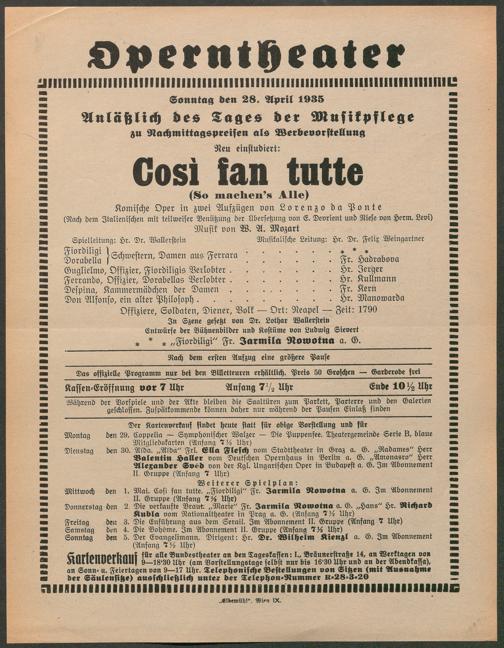 Operntheater
Sonntag den 28. April 1935
Anläßlich des Tages der Musikpflege
zu Nachmittagspreisen als Werbevorstellung
Neu einstudiert:
Così fan tutte
(So machen's Alle)
Komische Oper in zwei Aufzügen von Lorenzo da Ponte
(Nach dem Italienischen mit teilweiser Benützung der Übersetzung von E. Devrient und Niese von Herm. Levi)
Musik von W. A. Mozart
Spielleitung: Hr. Dr. Wallerstein Musikalische Leitung: Hr. Dr. Felix Weingartner
Fiordiligi } Schwestern, Damen aus Ferrara . . . . . . * * *
Dorabella } Fr. Hadrabova
Guglielmo, Offizier, Fiordiligis Verlobter . . . . . . Hr. Jerger
Ferrando, Offizier, Dorabellas Verlobter . . . . . . Hr. Kullmann
Despina, Kammermädchen der Damen . . . . . . Fr. Kern
Don Alfonso, ein alter Philosoph . . . . . . Hr. Manowarda
Offiziere, Soldaten, Diener, Volk — Ort: Neapel — Zeit: 1790
In Szene gesetzt von Dr. Lothar Wallerstein
Entwürfe der Bühnenbilder und Kostüme von Ludwig Sievert
* * * „Fiordiligi" Fr. Jarmila Nowotna a. G.
Nach dem ersten Aufzug eine größere Pause
Das offizielle Programm nur bei den Billetteuren erhältlich. Preis 50 Groschen — Garderobe frei
Kassen-Eröffnung vor 7 Uhr Anfang 7½ Uhr Ende 10½ Uhr
Während der Vorspiele und der Akte bleiben die Saaltüren zum Parkett, Parterre und den Galerien
geschlossen. Zuspätkommende können daher nur während der Pausen Einlaß finden
Der Kartenverkauf findet heute statt für obige Vorstellung und für
Montag den 29. Coppelia — Symphonischer Walzer — Die Puppenfee. Theatergemeinde Serie B, blaue
Mitgliedskarten (Anfang 7½ Uhr)
Dienstag den 30. Aida. „Aida" Frl. Ella Flesch vom Stadttheater in Graz a. G. „Radames" Herr
Valentin Haller vom Deutschen Opernhaus in Berlin a. G. „Amonasro" Herr
Alexander Svéd von der Kgl. Ungarischen Oper in Budapest a. G. Im Abonnement
II. Gruppe (Anfang 7 Uhr)
Weiterer Spielplan:
Mittwoch den 1. Mai. Così fan tutte. „Fiordiligi" Fr. Jarmila Nowotna a. G. Im Abonnement
II. Gruppe (Anfang 7½ Uhr)
Donnerstag den 2. Die verkaufte Braut. „Marie" Fr. Jarmila Nowotna a. G. „Hans" Hr. Richard
Kubla vom Nationaltheater in Prag a. G. (Anfang 7½ Uhr)
Freitag den 3. Die Entführung aus dem Serail. Im Abonnement II. Gruppe (Anfang 7 Uhr)
Samstag den 4. Die Boheme. Im Abonnement II. Gruppe (Anfang 7½ Uhr)
Sonntag den 5. Der Evangelimann. Dirigent: Hr. Dr. Wilhelm Kienzl a. G. Im Abonnement
(Anfang 7½ Uhr)
Kartenverkauf für alle Bundestheater an den Tageskassen: I., Bräunerstraße 14, an Werktagen von
9—18'30 Uhr (am Vorstellungstage selbst nur bis 16'30 Uhr und an der Abendkassa),
an Sonn- u. Feiertagen von 9—17 Uhr. Telephonische Bestellungen von Sitzen (mit Ausnahme
der Säulensitze) ausschließlich unter der Telephon-Nummer R-28-3-20
„Elbemühl", Wien IX.